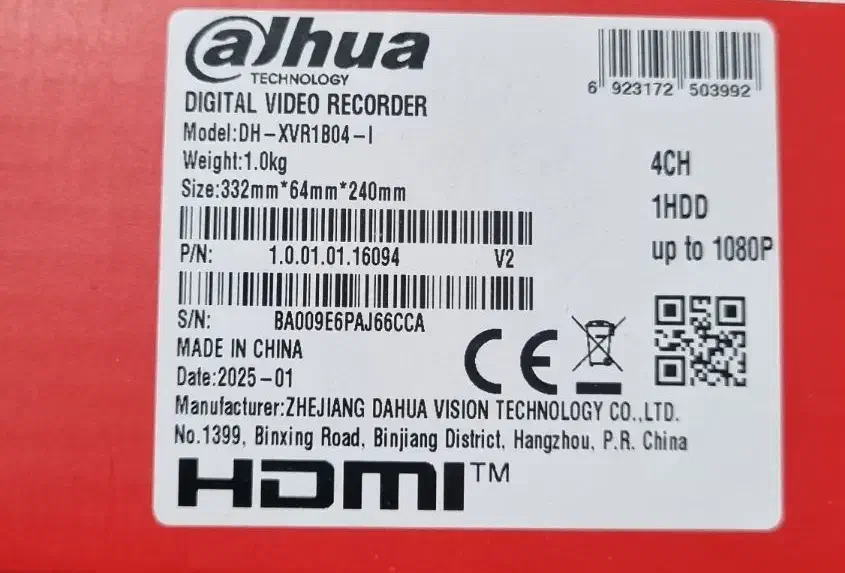 alhua
TECHNOLOGY
DIGITAL VIDEO RECORDER
Model:DH-XVR1B04-I
Weight:1.0kg
Size:332mm*64mm*240mm
P/N: 1.0.01.01.16094 V2
S/N: BA009E6PAJ66CCA
MADE IN CHINA
Date:2025-01
Manufacturer:ZHEJIANG DAHUA VISION TECHNOLOGY CO.,LTD.
No.1399, Binxing Road, Binjiang District, Hangzhou, P.R. China
HDMI™
6 923172 503992
4CH
1HDD
up to 1080P
CE